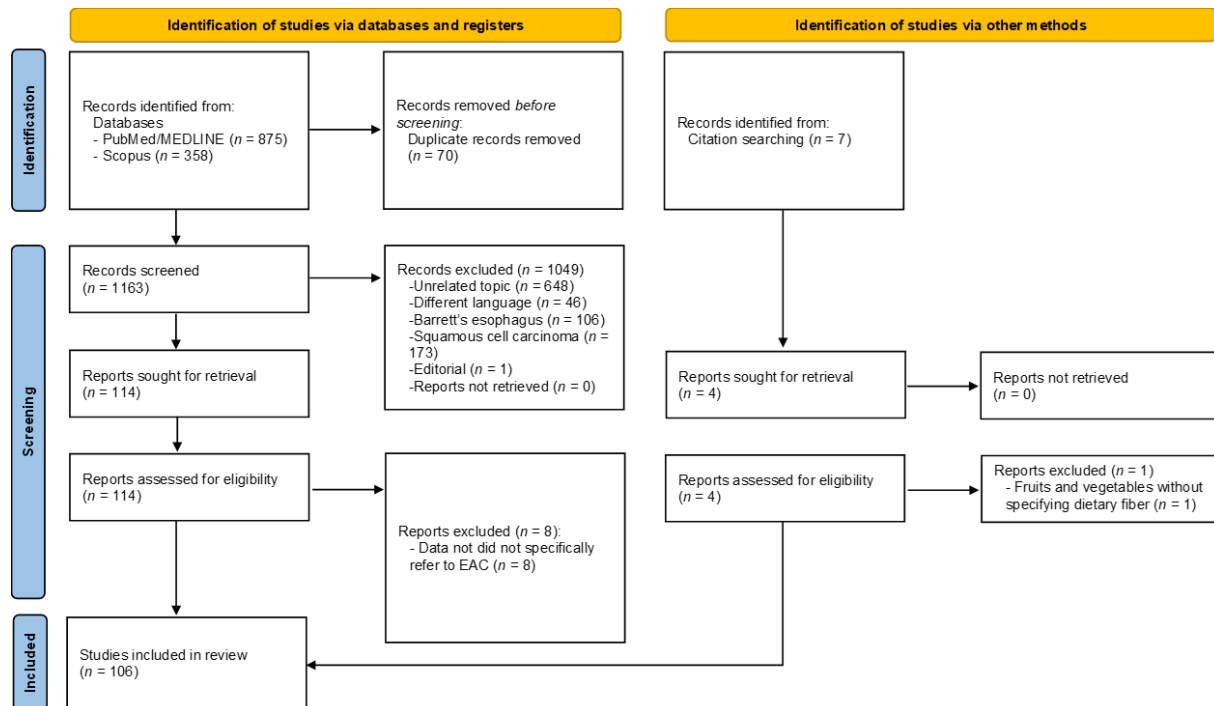 Identification of studies via databases and registers
Identification of studies via other methods
Identification
Records identified from:
Databases
- PubMed/MEDLINE (n = 875)
- Scopus (n = 358)
Records removed before
screening:
Duplicate records removed
(n = 70)
Records identified from:
Citation searching (n = 7)
Screening
Records screened
(n = 1163)
Records excluded (n = 1049)
-Unrelated topic (n = 648)
-Different language (n = 46)
-Barrett's esophagus (n = 106)
-Squamous cell carcinoma (n =
173)
-Editorial (n = 1)
-Reports not retrieved (n = 0)
Reports sought for retrieval
(n = 114)
Reports sought for retrieval
(n = 4)
Reports not retrieved
(n = 0)
Reports assessed for eligibility
(n = 114)
Reports excluded (n = 8):
- Data not did not specifically
refer to EAC (n = 8)
Reports assessed for eligibility
(n = 4)
Reports excluded (n = 1)
- Fruits and vegetables without
specifying dietary fiber (n = 1)
Included
Studies included in review
(n = 106)